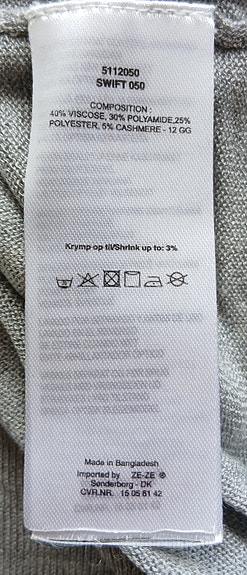 5112050
SWIFT 050
COMPOSITION :
40% VISCOSE, 30% POLYAMIDE,25%
POLYESTER, 5% CASHMERE - 12 GG
Krymp op til/Shrink up to: 3%
Made in Bangladesh
Imported by ZE-ZE ®
Sønderborg - DK
CVR.NR. 15 05 61 42